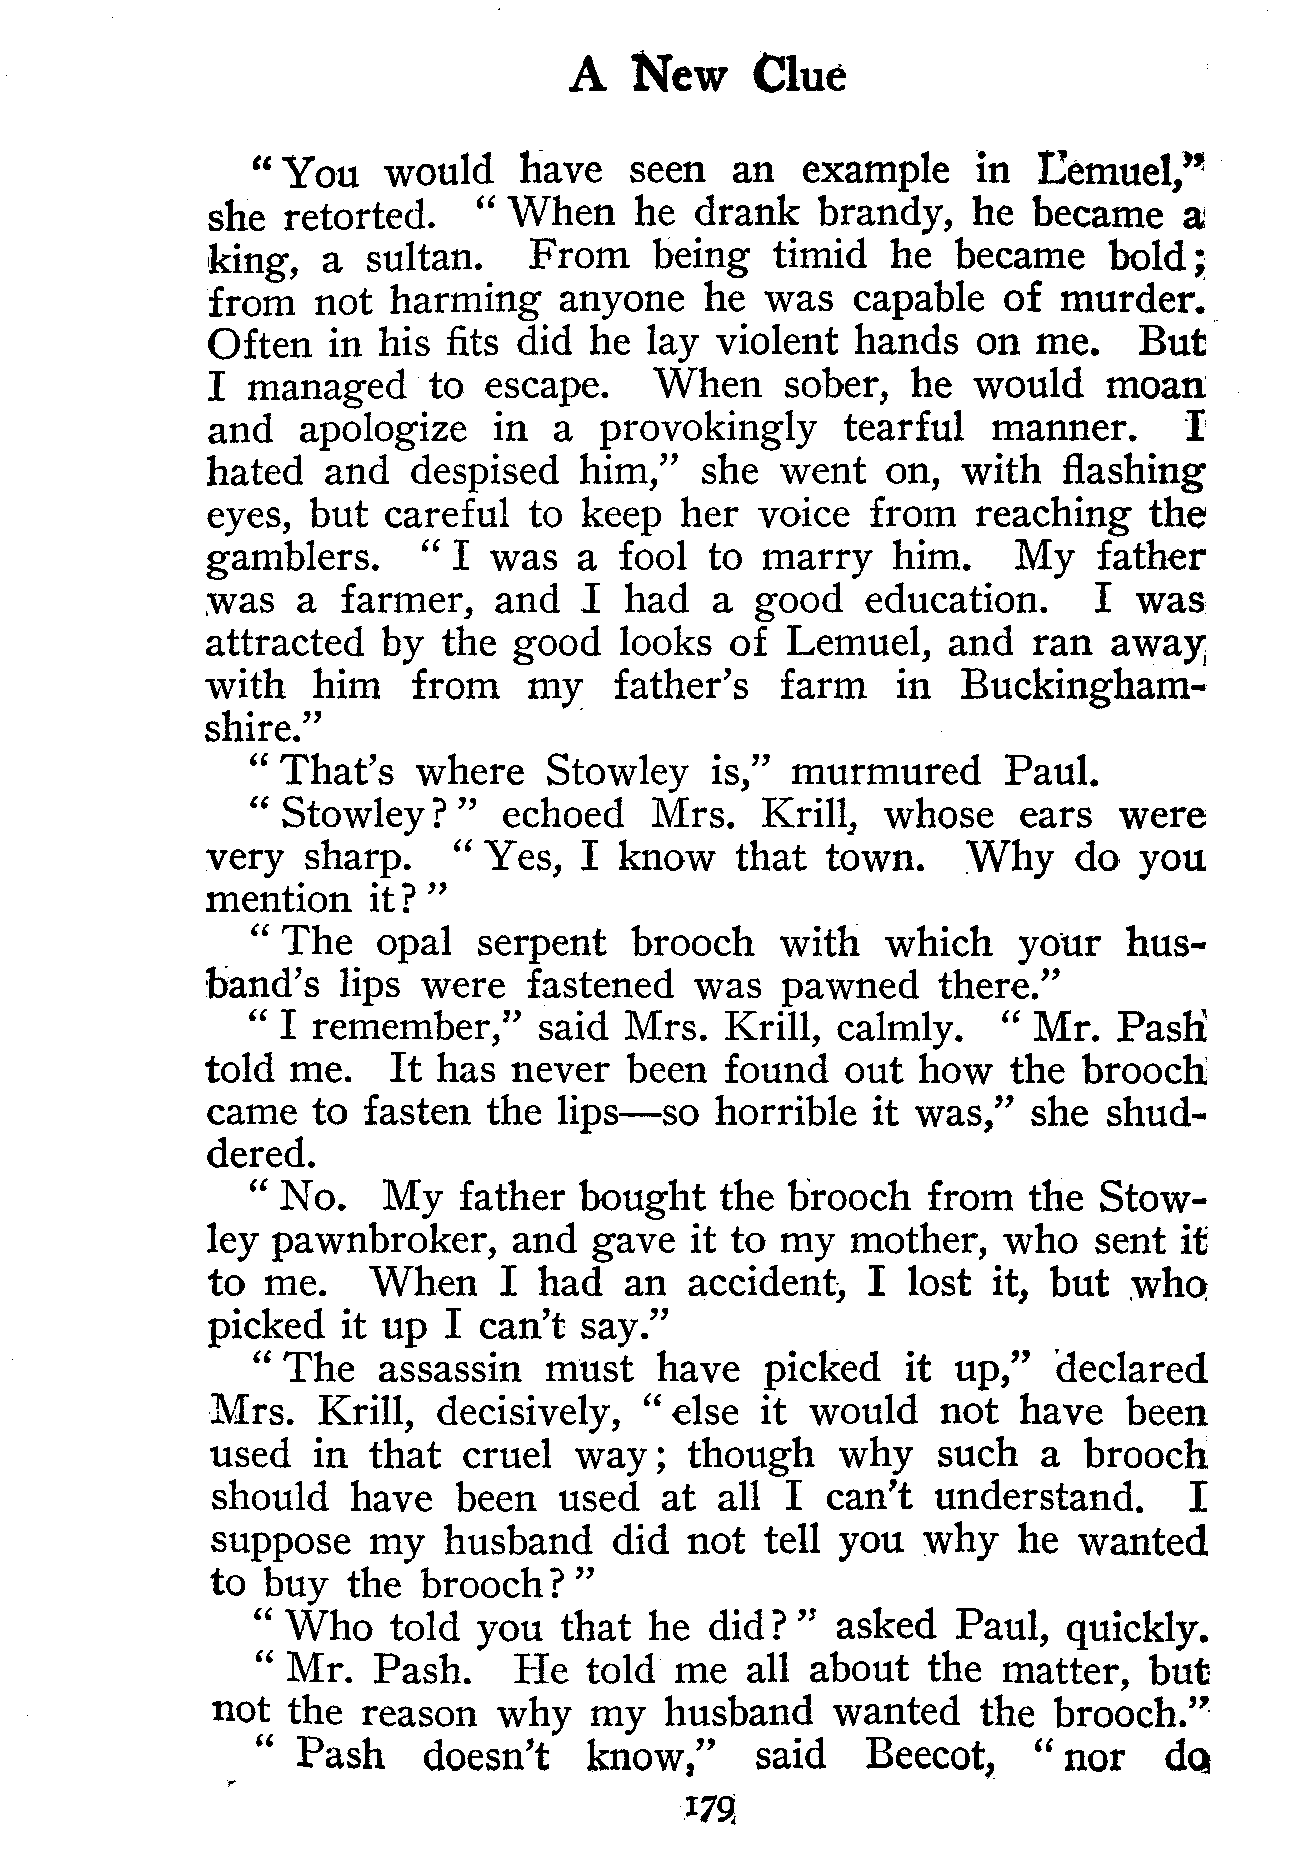 A New Clue
“ You would have seen an example in Lemuel,”
she retorted. “ When he drank brandy, he became a
king, a sultan. From being timid he became bold;
from not harming anyone he was capable of murder.
Often in his fits did he lay violent hands on me. But
I managed to escape. When sober, he would moan
and apologize in a provokingly tearful manner. I
hated and despised him,” she went on, with flashing
eyes, but careful to keep her voice from reaching the
gamblers. “ I was a fool to marry him. My father
was a farmer, and I had a good education. I was
attracted by the good looks of Lemuel, and ran away
with him from my father’s farm in Buckingham-
shire.”
“ That’s where Stowley is,” murmured Paul.
“ Stowley? ” echoed Mrs. Krill, whose ears were
very sharp. “ Yes, I know that town. Why do you
mention it? ”
“ The opal serpent brooch with which your hus-
band’s lips were fastened was pawned there.”
“ I remember,” said Mrs. Krill, calmly. “ Mr. Pash
told me. It has never been found out how the brooch
came to fasten the lips—so horrible it was,” she shud-
dered.
“ No. My father bought the brooch from the Stow-
ley pawnbroker, and gave it to my mother, who sent it
to me. When I had an accident, I lost it, but who
picked it up I can’t say.”
“ The assassin must have picked it up,” declared
Mrs. Krill, decisively, “ else it would not have been
used in that cruel way; though why such a brooch
should have been used at all I can’t understand. I
suppose my husband did not tell you why he wanted
to buy the brooch? ”
“ Who told you that he did? ” asked Paul, quickly.
“ Mr. Pash. He told me all about the matter, but
not the reason why my husband wanted the brooch.”
“ Pash doesn’t know,” said Beecot, “ nor do
179